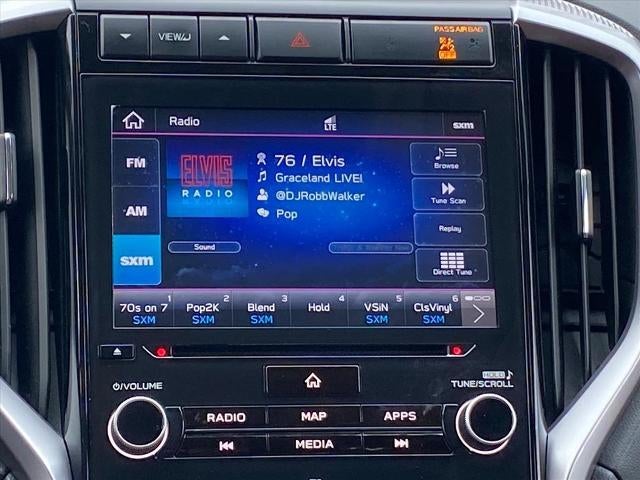 VIEW/
PASS AIR BAG
OFF
Radio
LTE
sxm
FM
ELVIS
RADIO
76 / Elvis
Graceland LIVE!
@DJRobbWalker
Pop
Browse
Tune Scan
AM
Replay
sxm
Sound
Direct Tune
1 2 3 4 5 6
70s on 7 Pop2K Blend Hold VSiN ClsVinyl
SXM SXM SXM SXM SXM
/VOLUME
HOLD
TUNE/SCROLL
RADIO MAP APPS
MEDIA